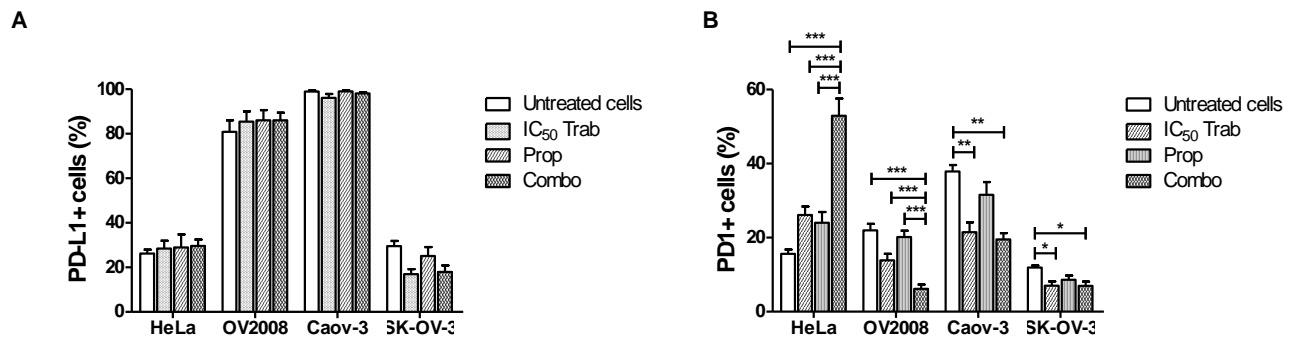 A
PD-L1+ cells (%)
100
80
60
40
20
0
HeLa
OV2008
Caov-3
SK-OV-3
Untreated cells
IC50 Trab
Prop
Combo
B
PD1+ cells (%)
60
40
20
0
***
***
***
***
***
***
**
**
*
*
HeLa
OV2008
Caov-3
SK-OV-3
Untreated cells
IC50 Trab
Prop
Combo